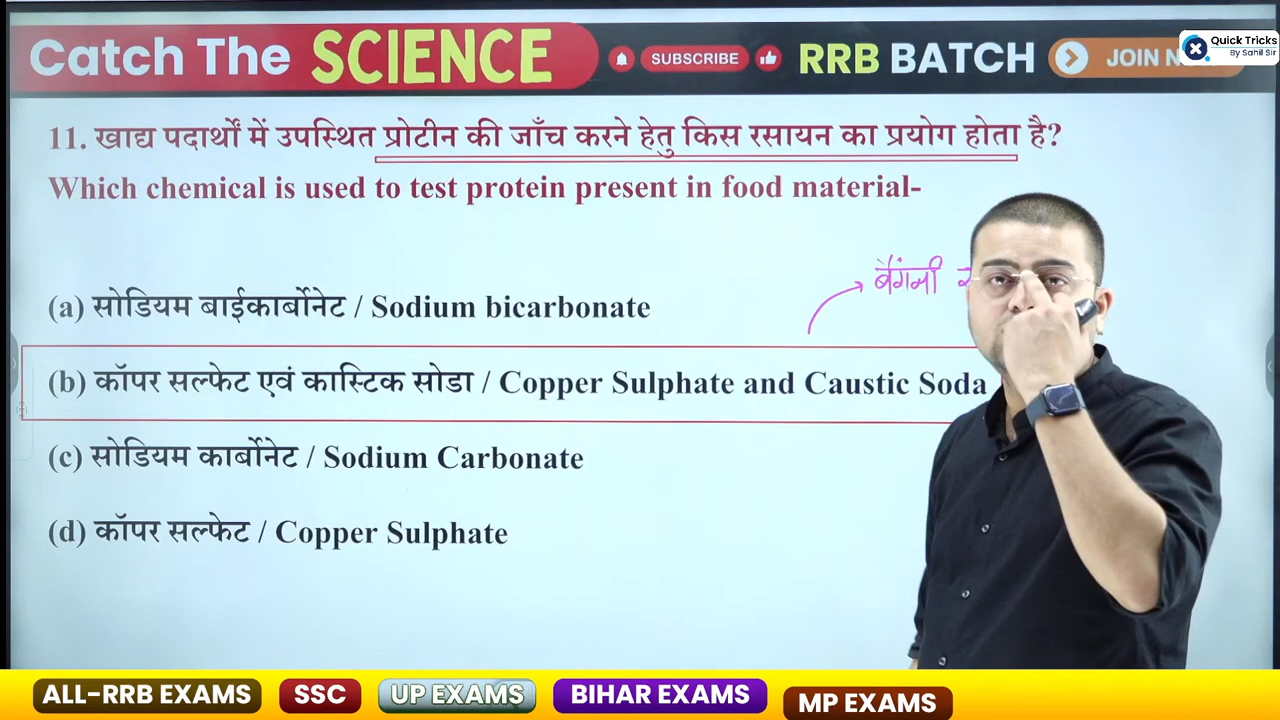 Catch The SCIENCE SUBSCRIBE RRB BATCH JOIN
Quick Tricks
By Sahil Sir
11. खाद्य पदार्थों में उपस्थित प्रोटीन की जाँच करने हेतु किस रसायन का प्रयोग होता है?
Which chemical is used to test protein present in food material-
बैंगनी
(a) सोडियम बाईकार्बोनेट / Sodium bicarbonate
(b) कॉपर सल्फेट एवं कास्टिक सोडा / Copper Sulphate and Caustic Soda
(c) सोडियम कार्बोनेट / Sodium Carbonate
(d) कॉपर सल्फेट / Copper Sulphate
ALL-RRB EXAMS SSC UP EXAMS BIHAR EXAMS MP EXAMS